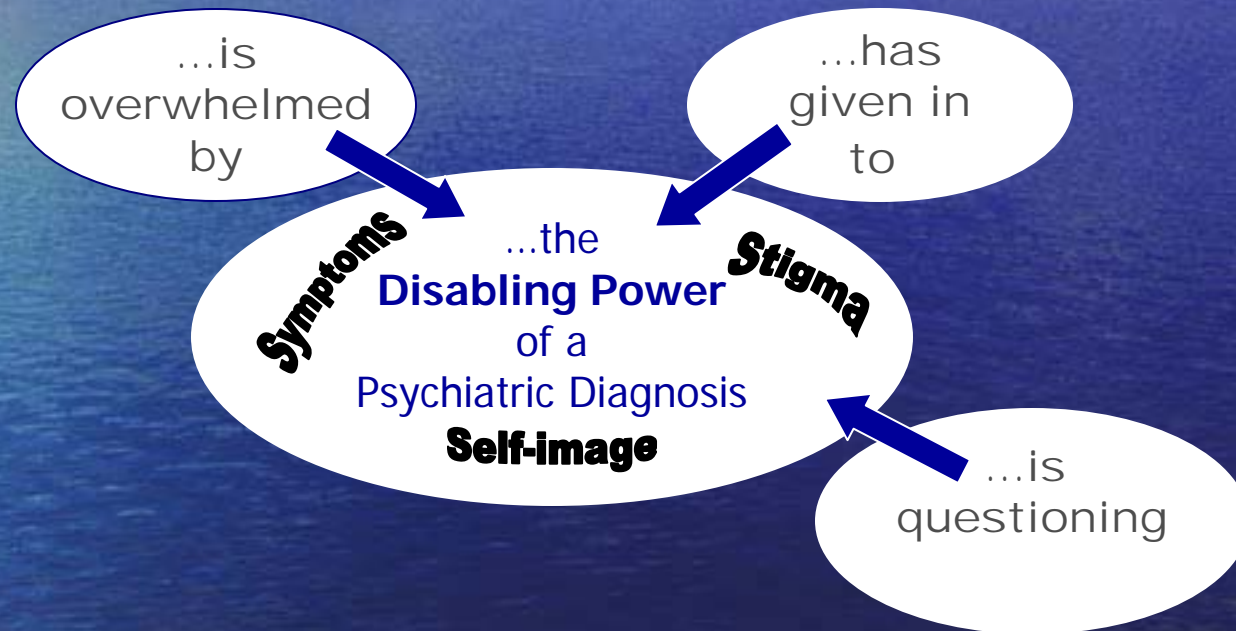 ...is
overwhelmed
by
...has
given in
to
Symptoms
Stigma
...the
Disabling Power
of a
Psychiatric Diagnosis
Self-image
...is
questioning